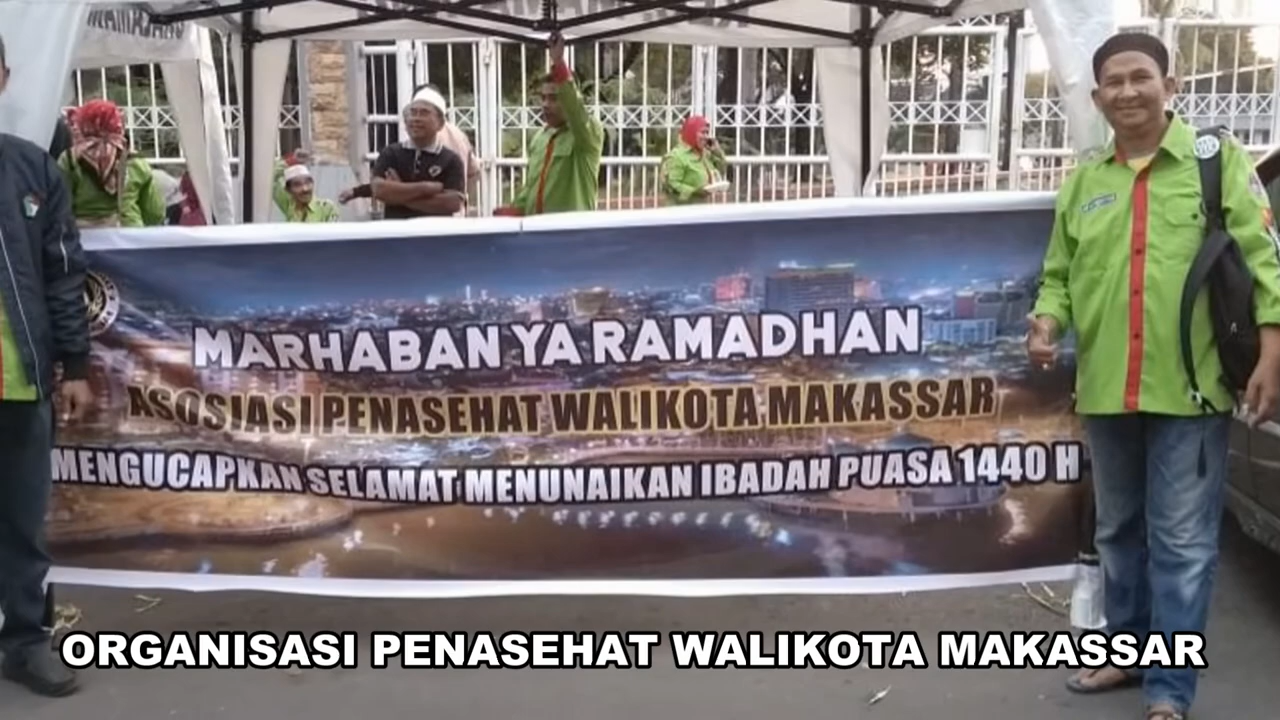 MARHABAN YA RAMADHAN
ASOSIASI PENASEHAT WALIKOTA MAKASSAR
MENGUCAPKAN SELAMAT MENUNAIKAN IBADAH PUASA 1440 H
ORGANISASI PENASEHAT WALIKOTA MAKASSAR